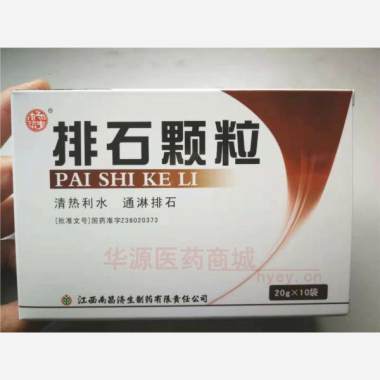 排石颗粒
PAI SHI KE LI
清热利水 通淋排石
[批准文号]国药准字Z36020373
华源医药商城
hyey.cn
20g×10袋
江西南昌济生制药有限责任公司